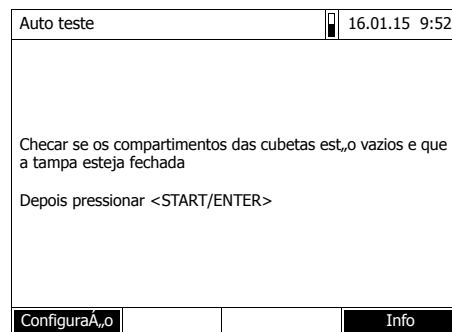 Auto teste
16.01.15 9:52
Checar se os compartimentos das cubetas est„o vazios e que
a tampa esteja fechada
Depois pressionar <START/ENTER>
ConfiguraÁ„o
Info